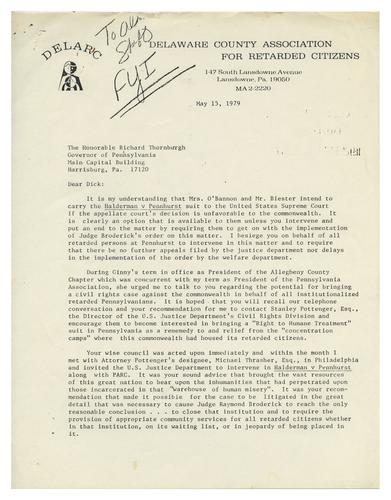 To All
Staff
FYI
DELARC
DELAWARE COUNTY ASSOCIATION
FOR RETARDED CITIZENS
147 South Lansdowne Avenue
Lansdowne, Pa. 19050
MA 2-2220
May 15, 1979
The Honorable Richard Thornburgh
Governor of Pennsylvania
Main Capital Building
Harrisburg, Pa. 17120
Dear Dick:
It is my understanding that Mrs. O'Bannon and Mr. Biester intend to
carry the Halderman v Pennhurst suit to the United States Supreme Court
if the appellate court's decision is unfavorable to the commonwealth. It
is clearly an option that is available to them unless you intervene and
put an end to the matter by requiring them to get on with the implementation
of Judge Broderick's order on this matter. I besiege you on behalf of all
retarded persons at Pennhurst to intervene in this matter and to require
that there be no further appeals filed by the justice department nor delays
in the implementation of the order by the welfare department.
During Ginny's term in office as President of the Allegheny County
Chapter which was concurrent with my term as President of the Pennsylvania
Association, she urged me to talk to you regarding the potential for bringing
a civil rights case against the commonwealth in behalf of all institutionalized
retarded Pennsylvanians. It is hoped that you will recall our telephone
conversation and your recommendation for me to contact Stanley Pottenger, Esq.,
the Director of the U.S. Justice Department's Civil Rights Division and
encourage them to become interested in bringing a "Right to Humane Treatment"
suit in Pennsylvania as a remendy to and relief from the "concentration
camps" where this commonwealth had housed its retarded citizens.
Your wise council was acted upon immediately and within the month I
met with Attorney Pottenger's designee, Michael Thrasher, Esq., in Philadelphia
and invited the U.S. Justice Department to intervene in Halderman v Pennhurst
along with PARC. It was your sound advice that brought the vast resources
of this great nation to bear upon the inhumanities that had perpetrated upon
those incarcerated in that "warehouse of human misery". It was your recom-
mendation that made it possible for the case to be litigated in the great
detail that was necessary to cause Judge Raymond Broderick to reach the only
reasonable conclusion . . . to close that institution and to require the
provision of appropriate community services for all retarded citizens whether
in that institution, on its waiting list, or in jeopardy of being placed in
it.